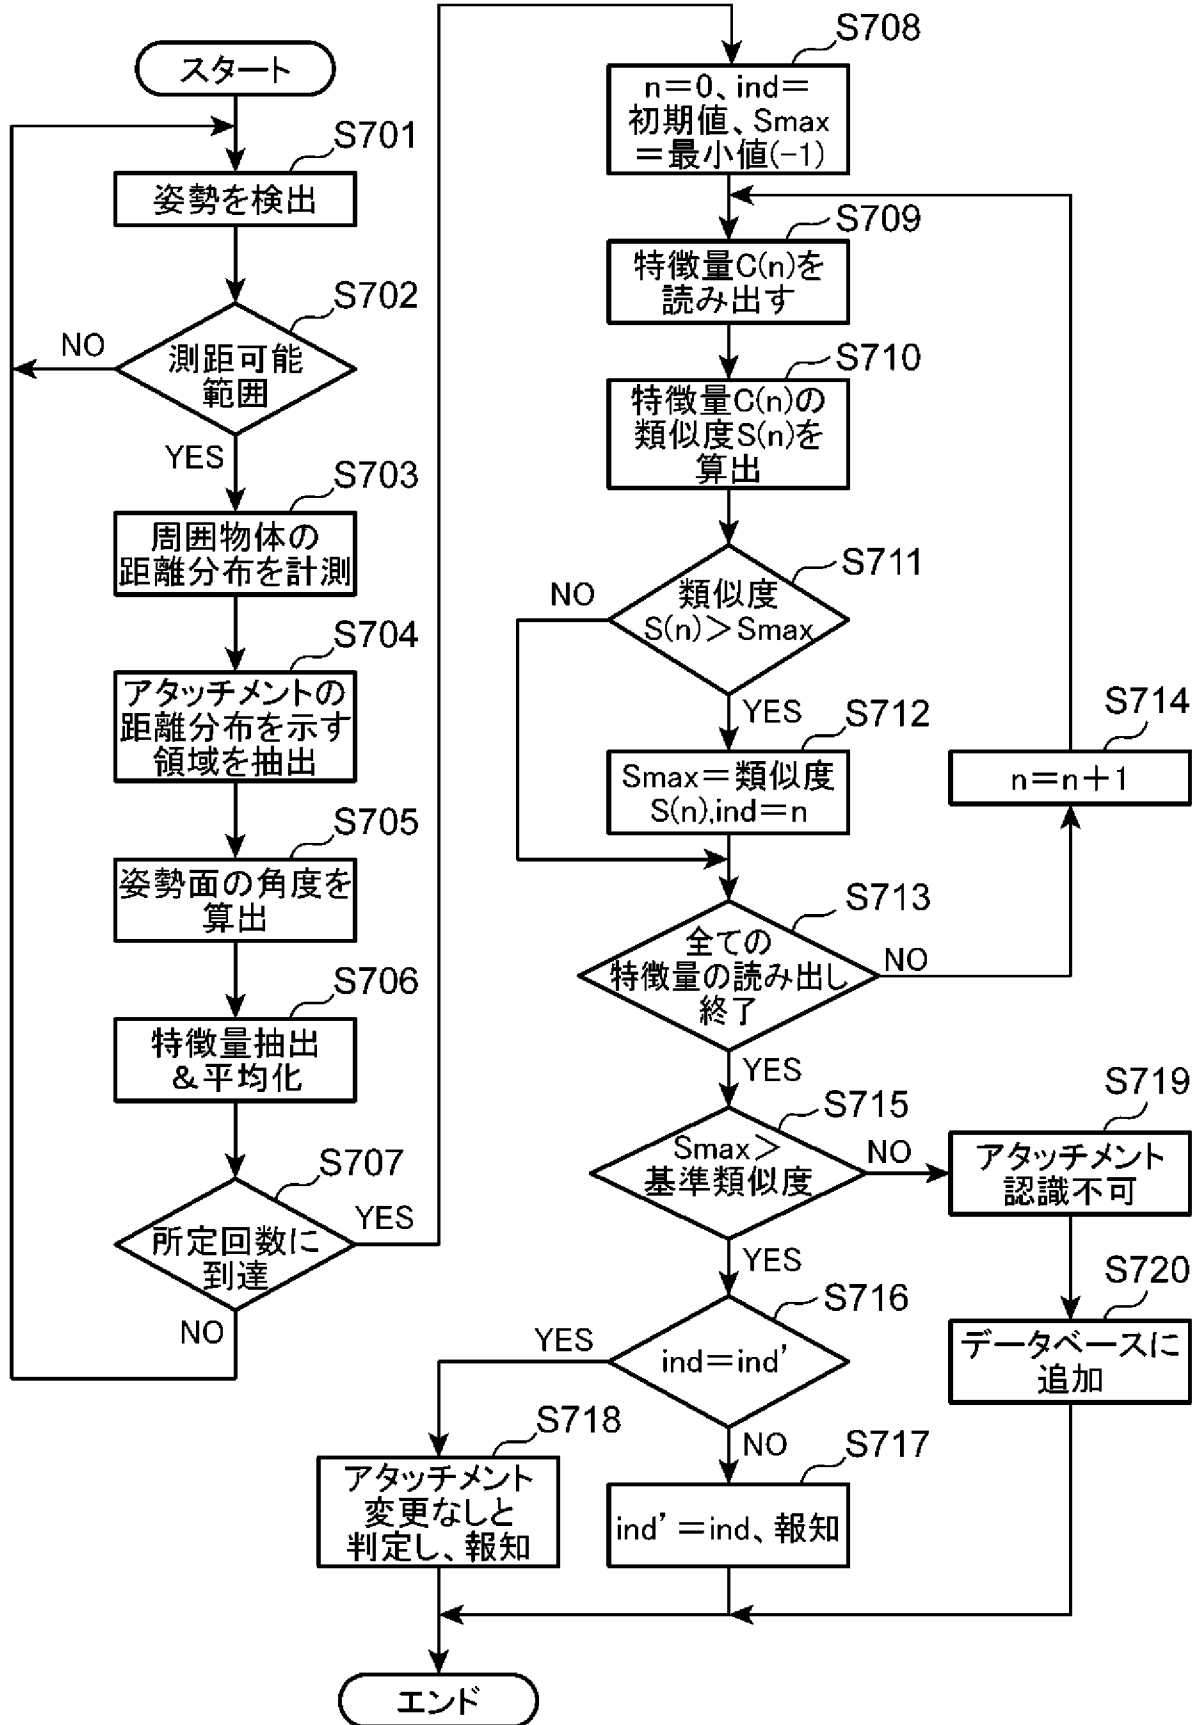 スタート
S701
姿勢を検出
S702
測距可能
範囲
NO
YES
S703
周囲物体の
距離分布を計測
S704
アタッチメントの
距離分布を示す
領域を抽出
S705
姿勢面の角度を
算出
S706
特徴量抽出
&平均化
S707
所定回数に
到達
YES
NO
S708
n=0、ind=
初期値、Smax
=最小値(-1)
S709
特徴量C(n)を
読み出す
S710
特徴量C(n)の
類似度S(n)を
算出
S711
類似度
S(n)>Smax
NO
YES
S712
Smax=類似度
S(n),ind=n
S713
全ての
特徴量の読み出し
終了
NO
S714
n=n+1
YES
S715
Smax>
基準類似度
NO
S719
アタッチメント
認識不可
S720
データベースに
追加
YES
S716
ind=ind’
YES
NO
S718
アタッチメント
変更なしと
判定し、報知
S717
ind’=ind、報知
エンド